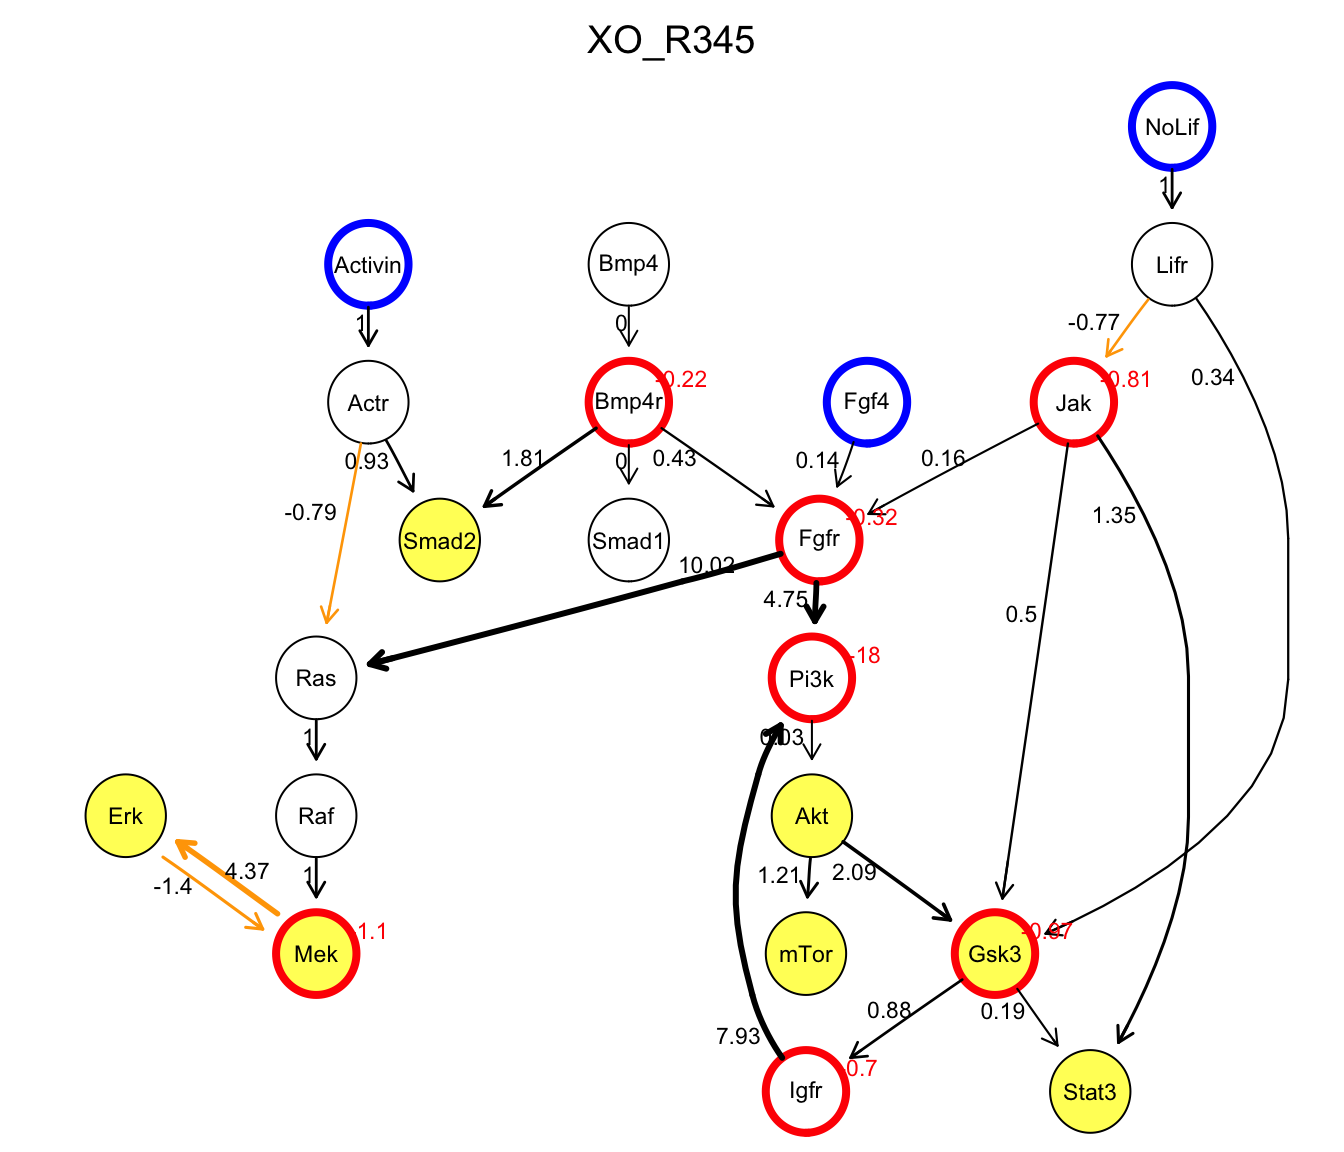 XO_R345
NoLif
1
Activin
Bmp4
Lifr
1
0
-0.77
0.34
Actr
Bmp4r
-0.22
Fgf4
Jak
-0.81
0.93
1.81
0
0.43
0.14
0.16
-0.79
1.35
Smad2
Smad1
Fgfr
-0.32
10.02
4.75
0.5
Ras
Pi3k
-18
1
0.03
Erk
Raf
Akt
-1.4
4.37
1
1.21
2.09
Mek
-1.1
mTor
Gsk3
0.88
0.19
7.93
Igfr
0.7
Stat3